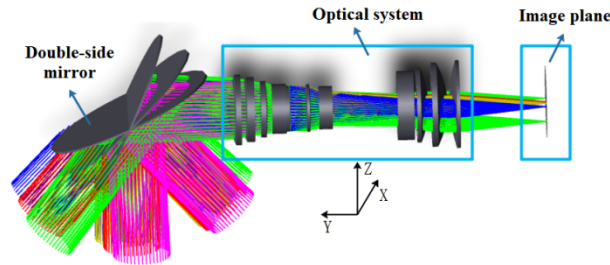 Optical system
Image plane
Double-side
mirror
Z
X
Y